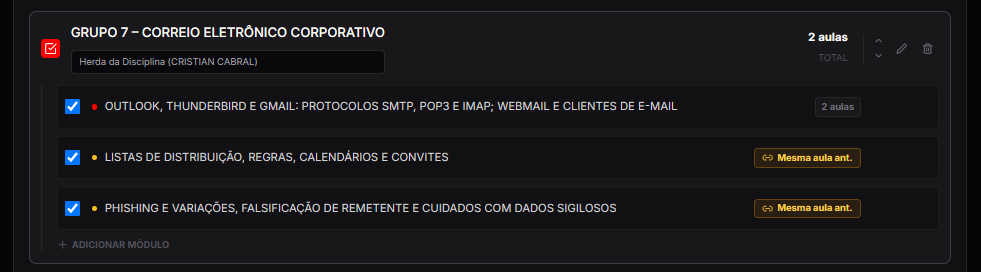 GRUPO 7 – CORREIO ELETRÔNICO CORPORATIVO
2 aulas
TOTAL
Herda da Disciplina (CRISTIAN CABRAL)
OUTLOOK, THUNDERBIRD E GMAIL: PROTOCOLOS SMTP, POP3 E IMAP; WEBMAIL E CLIENTES DE E-MAIL
2 aulas
LISTAS DE DISTRIBUIÇÃO, REGRAS, CALENDÁRIOS E CONVITES
Mesma aula ant.
PHISHING E VARIAÇÕES, FALSIFICAÇÃO DE REMETENTE E CUIDADOS COM DADOS SIGILOSOS
Mesma aula ant.
ADICIONAR MÓDULO